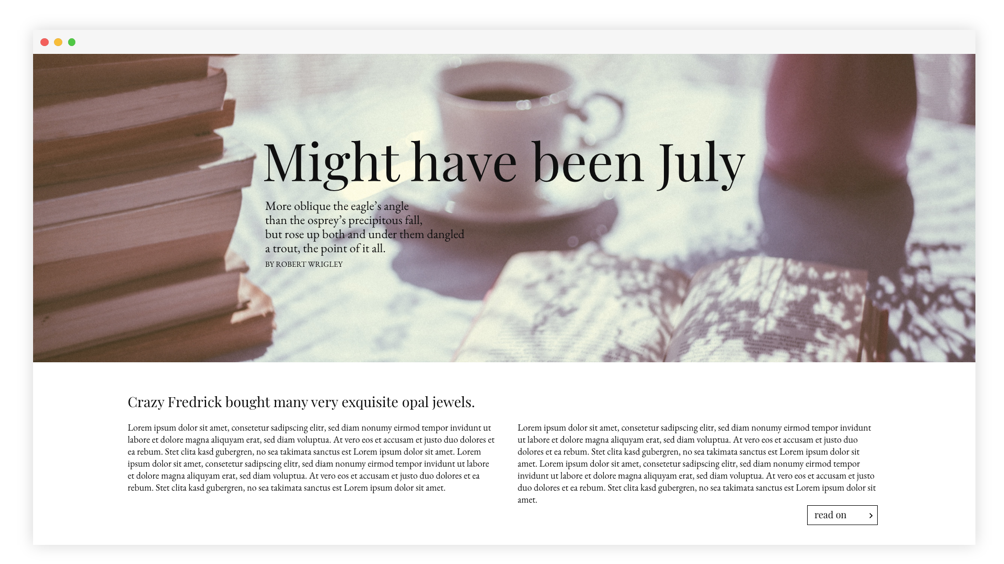 Might have been July
More oblique the eagle’s angle
than the osprey’s precipitous fall,
but rose up both and under them dangled
a trout, the point of it all.
BY ROBERT WRIGLEY
Crazy Fredrick bought many very exquisite opal jewels.
Lorem ipsum dolor sit amet, consetetur sadipscing elitr, sed diam nonumy eirmod tempor invidunt ut
labore et dolore magna aliquyam erat, sed diam voluptua. At vero eos et accusam et justo duo dolores et
ea rebum. Stet clita kasd gubergren, no sea takimata sanctus est Lorem ipsum dolor sit amet. Lorem
ipsum dolor sit amet, consetetur sadipscing elitr, sed diam nonumy eirmod tempor invidunt ut labore
et dolore magna aliquyam erat, sed diam voluptua. At vero eos et accusam et justo duo dolores et ea
rebum. Stet clita kasd gubergren, no sea takimata sanctus est Lorem ipsum dolor sit amet.
Lorem ipsum dolor sit amet, consetetur sadipscing elitr, sed diam nonumy eirmod tempor invidunt
ut labore et dolore magna aliquyam erat, sed diam voluptua. At vero eos et accusam et justo duo
dolores et ea rebum. Stet clita kasd gubergren, no sea takimata sanctus est Lorem ipsum dolor sit
amet. Lorem ipsum dolor sit amet, consetetur sadipscing elitr, sed diam nonumy eirmod tempor
invidunt ut labore et dolore magna aliquyam erat, sed diam voluptua. At vero eos et accusam et justo
duo dolores et ea rebum. Stet clita kasd gubergren, no sea takimata sanctus est Lorem ipsum dolor sit
amet.
read on